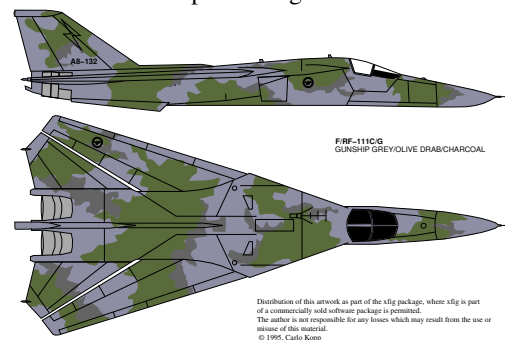 A8-132
F/RF-111C/G
GUNSHIP GREY/OLIVE DRAB/CHARCOAL
Distribution of this artwork as part of the xfig package, where xfig is part
of a commercially sold software package is permitted.
The author is not responsible for any losses which may result from the use or
misuse of this material.
© 1995, Carlo Kopp